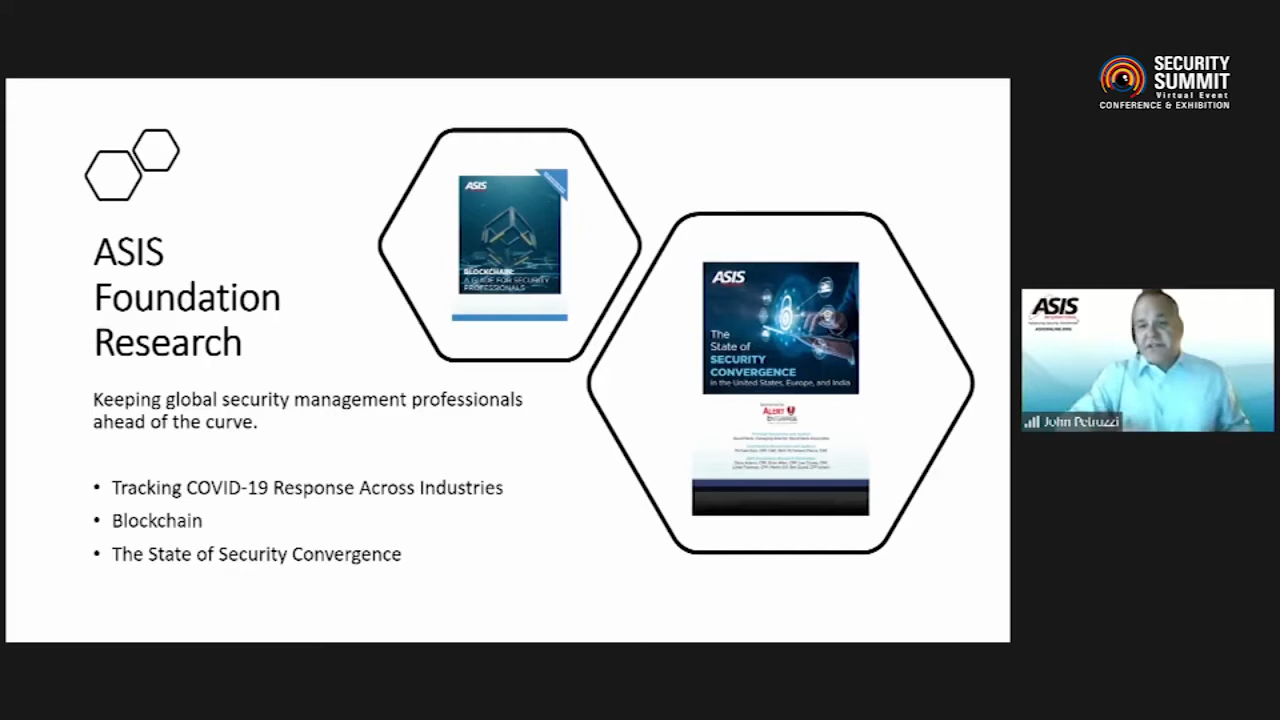 SECURITY
SUMMIT
Virtual Event
CONFERENCE & EXHIBITION
ASIS
Foundation
Research
Keeping global security management professionals
ahead of the curve.
• Tracking COVID-19 Response Across Industries
• Blockchain
• The State of Security Convergence
ASIS
BLOCKCHAIN:
A GUIDE FOR SECURITY
PROFESSIONALS
ASIS
The
State of
SECURITY
CONVERGENCE
in the United States, Europe, and India
ALERT
ENTERPRISE
ASIS
John Petruzzi